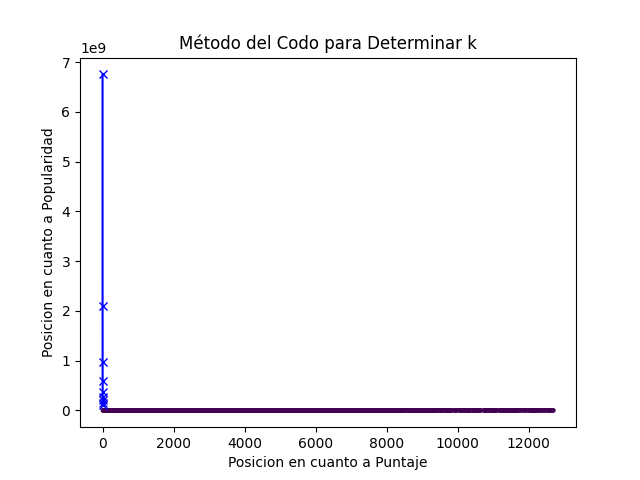 Método del Codo para Determinar k
1e9
7
6
5
4
3
2
1
0
Posicion en cuanto a Popularidad
0 2000 4000 6000 8000 10000 12000
Posicion en cuanto a Puntaje